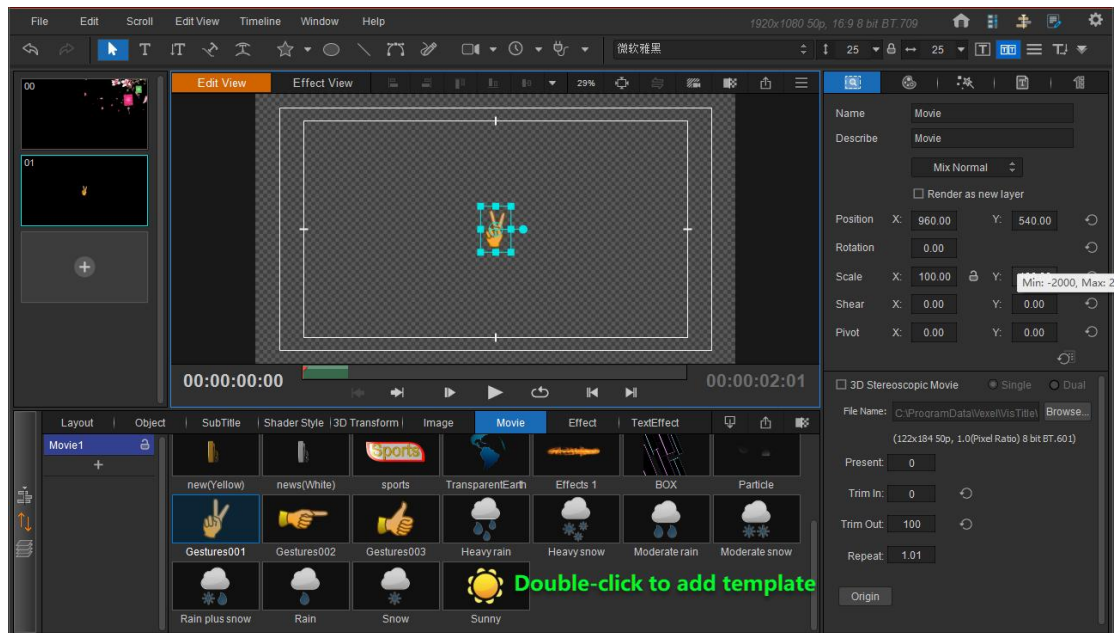 File Edit Scroll Edit View Timeline Window Help 1920x1080 50p, 16:9 8 bit BT.709
T 微软雅黑 25 25
00
Edit View Effect View 29%
Name Movie
Describe Movie
Mix Normal
Render as new layer
01
Position X: 960.00 Y: 540.00
Rotation 0.00
Scale X: 100.00 Y:
Min: -2000, Max: 2
Shear X: 0.00 Y: 0.00
Pivot X: 0.00 Y: 0.00
00:00:00:00 00:00:02:01
3D Stereoscopic Movie Single Dual
File Name: C:\ProgramData\Vexel\VisTitle\ Browse...
(122x184 50p, 1.0(Pixel Ratio) 8 bit BT.601)
Present: 0
Trim In: 0
Trim Out: 100
Repeat: 1.01
Origin
Layout Object SubTitle Shader Style 3D Transform Image Movie Effect TextEffect
Movie1
Sports
new(Yellow) news(White) sports TransparentEarth Effects 1 BOX Particle
Gestures001 Gestures002 Gestures003 Heavy rain Heavy snow Moderate rain Moderate snow
Double-click to add template
Rain plus snow Rain Snow Sunny